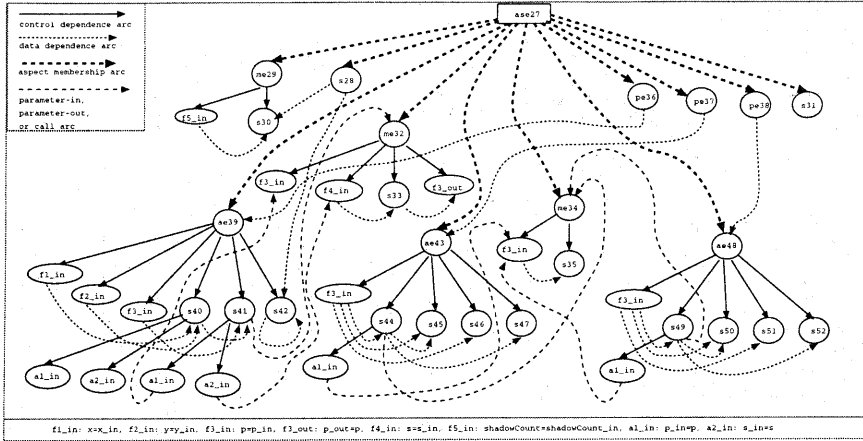 control dependence arc
data dependence arc
aspect membership arc
parameter-in,
parameter-out,
or call arc
ase27
me29
s28
pe36
pe37
pe38
s31
f5_in
s30
me32
f3_in
f4_in
s33
f3_out
me34
ae39
ae43
f3_in
s35
ae48
f1_in
f2_in
f3_in
s40
s41
s42
f3_in
s44
s45
s46
s47
f3_in
s49
s50
s51
s52
a1_in
a2_in
a1_in
a2_in
a1_in
a1_in
f1_in: x=x_in, f2_in: y=y_in, f3_in: p=p_in, f3_out: p_out=p, f4_in: s=s_in, f5_in: shadowCount=shadowCount_in, a1_in: p_in=p, a2_in: s_in=s